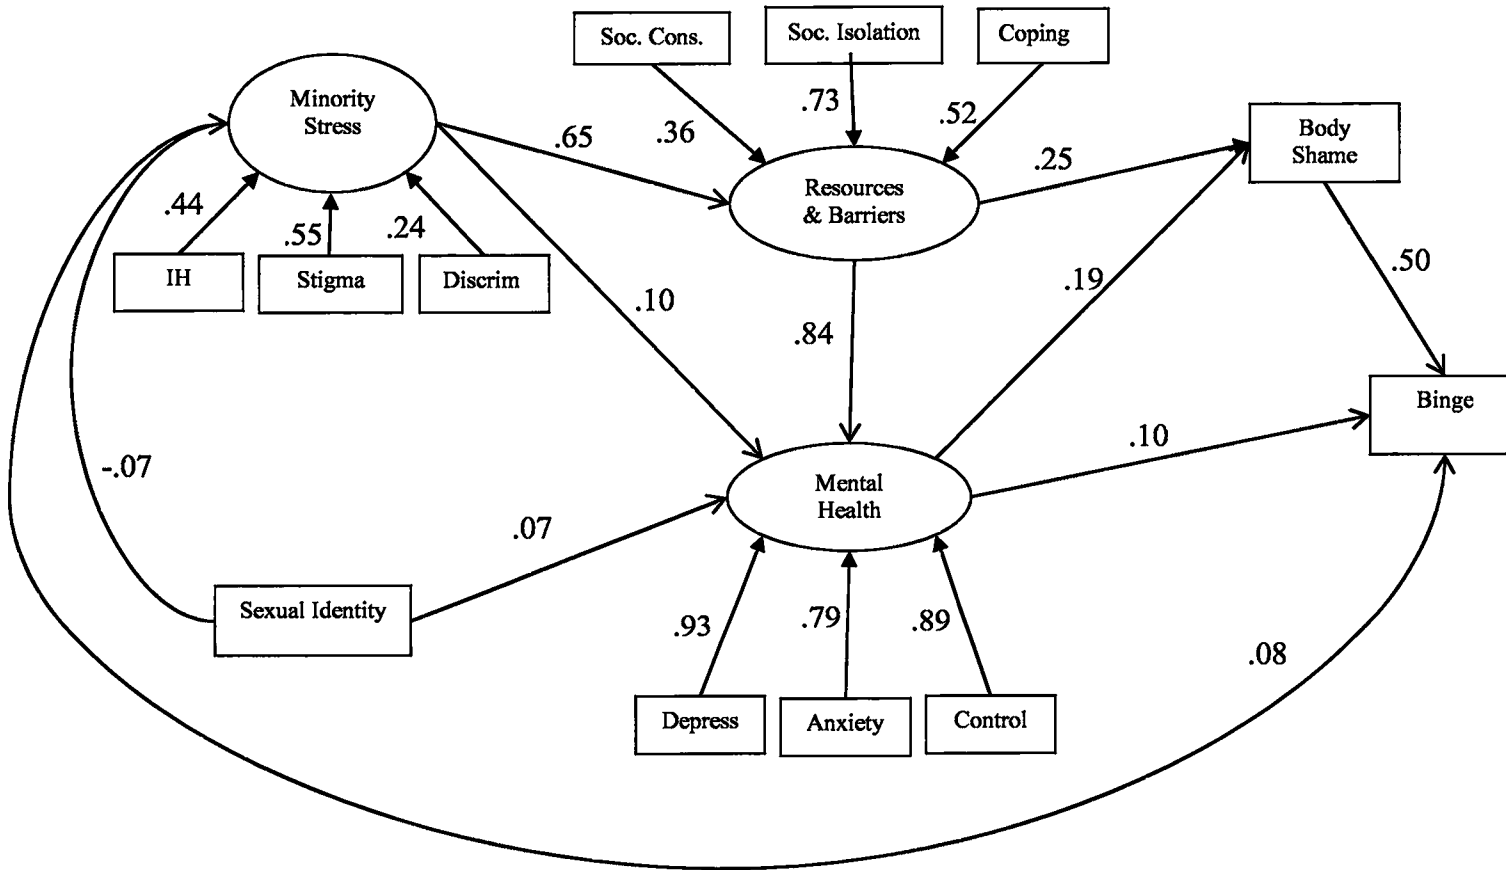 Soc. Cons.
Soc. Isolation
Coping
Minority
Stress
.73
.52
.36
.65
Body
Shame
.25
Resources
& Barriers
.44
.55
.24
IH
Stigma
Discrim
.10
.19
.50
.84
Binge
.10
-.07
Mental
Health
.07
Sexual Identity
.93
.79
.89
.08
Depress
Anxiety
Control